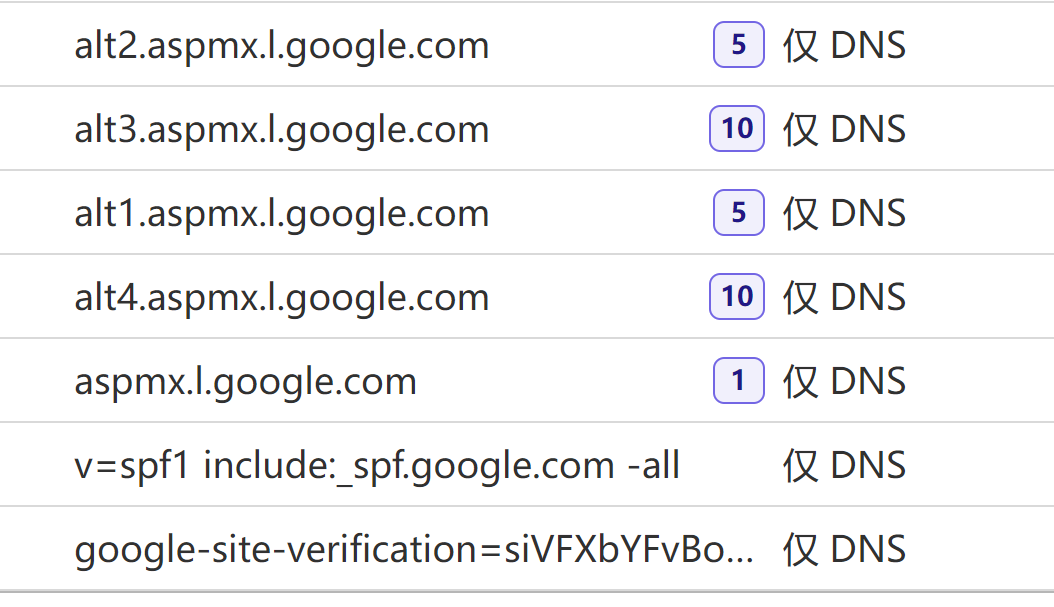 alt2.aspmx.l.google.com 5 仅 DNS
alt3.aspmx.l.google.com 10 仅 DNS
alt1.aspmx.l.google.com 5 仅 DNS
alt4.aspmx.l.google.com 10 仅 DNS
aspmx.l.google.com 1 仅 DNS
v=spf1 include:_spf.google.com -all 仅 DNS
google-site-verification=siVFXbYFvBo... 仅 DNS